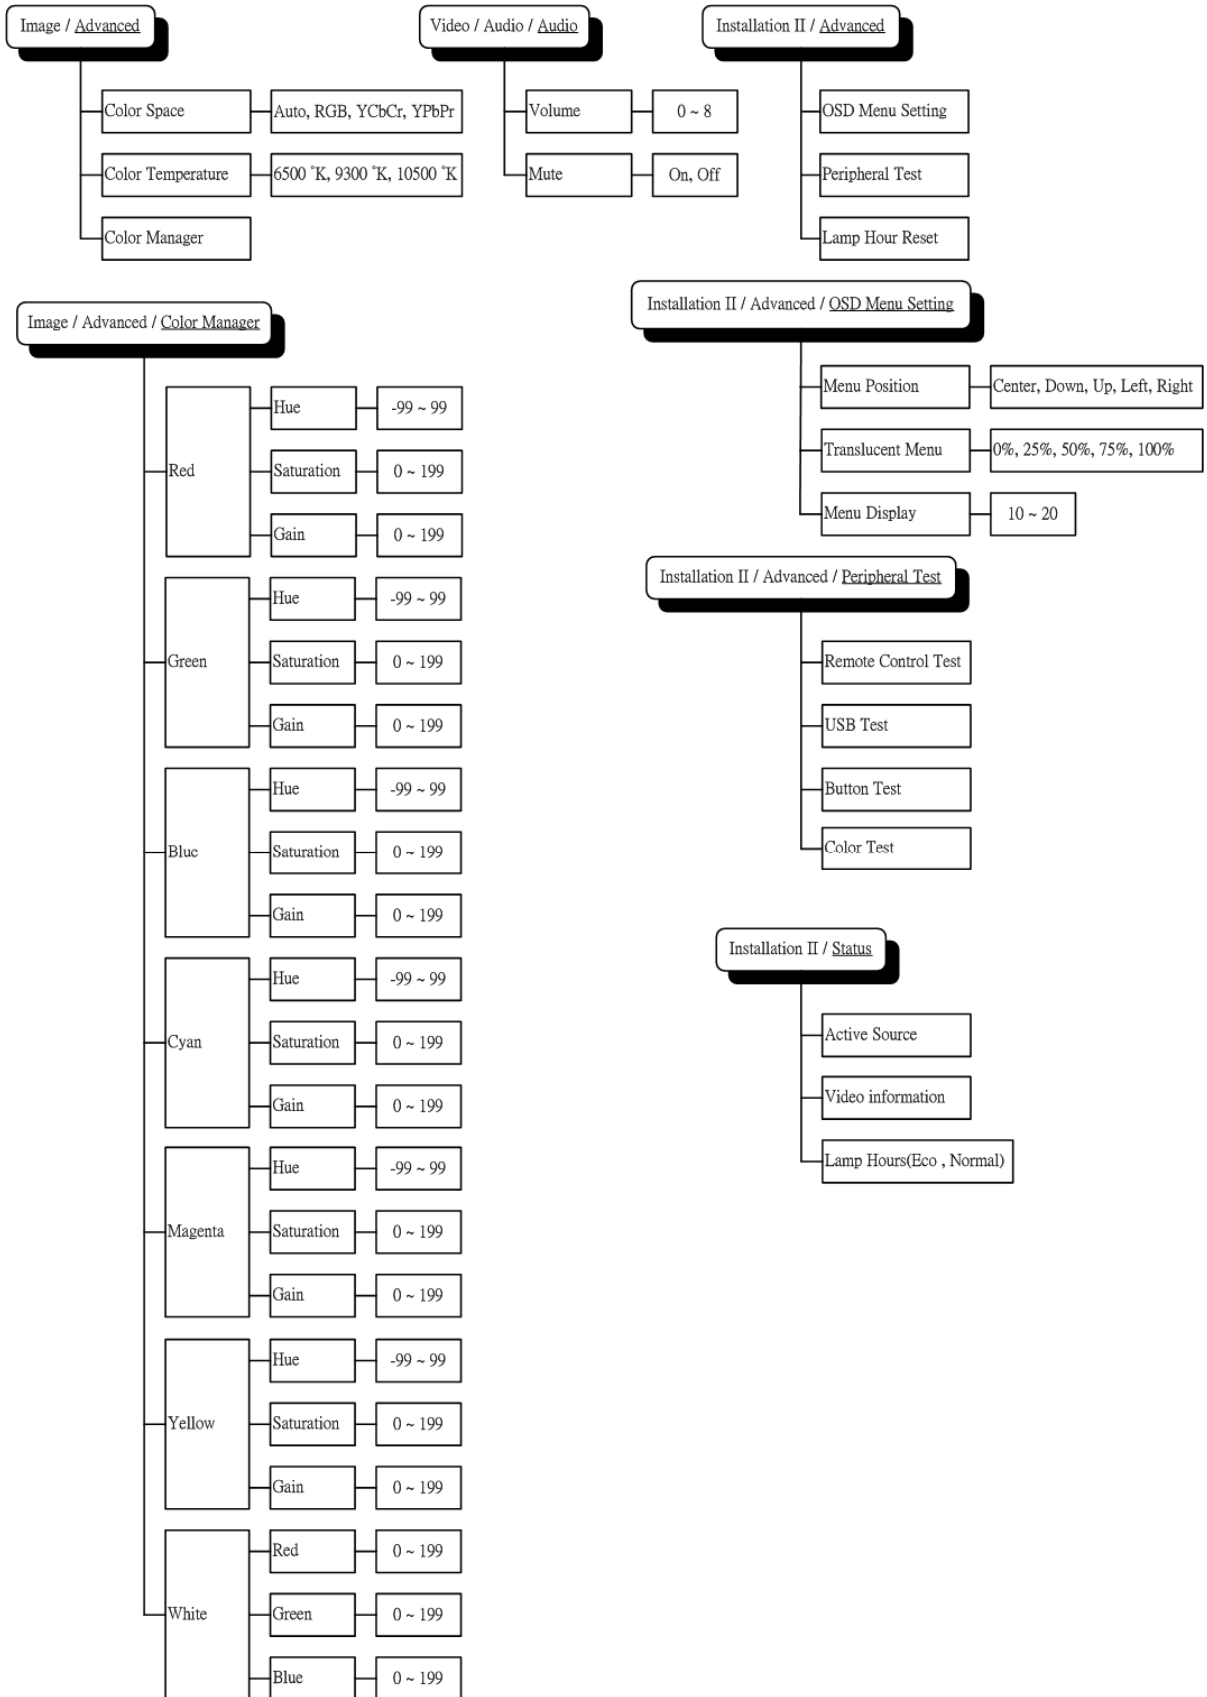 Image / Advanced
Color Space
Auto, RGB, YCbCr, YPbPr
Color Temperature
6500 °K, 9300 °K, 10500 °K
Color Manager
Video / Audio / Audio
Volume
0 ~ 8
Mute
On, Off
Installation II / Advanced
OSD Menu Setting
Peripheral Test
Lamp Hour Reset
Image / Advanced / Color Manager
Red
Hue
-99 ~ 99
Saturation
0 ~ 199
Gain
0 ~ 199
Green
Hue
-99 ~ 99
Saturation
0 ~ 199
Gain
0 ~ 199
Blue
Hue
-99 ~ 99
Saturation
0 ~ 199
Gain
0 ~ 199
Cyan
Hue
-99 ~ 99
Saturation
0 ~ 199
Gain
0 ~ 199
Magenta
Hue
-99 ~ 99
Saturation
0 ~ 199
Gain
0 ~ 199
Yellow
Hue
-99 ~ 99
Saturation
0 ~ 199
Gain
0 ~ 199
White
Red
0 ~ 199
Green
0 ~ 199
Blue
0 ~ 199
Installation II / Advanced / OSD Menu Setting
Menu Position
Center, Down, Up, Left, Right
Translucent Menu
0%, 25%, 50%, 75%, 100%
Menu Display
10 ~ 20
Installation II / Advanced / Peripheral Test
Remote Control Test
USB Test
Button Test
Color Test
Installation II / Status
Active Source
Video information
Lamp Hours(Eco , Normal)